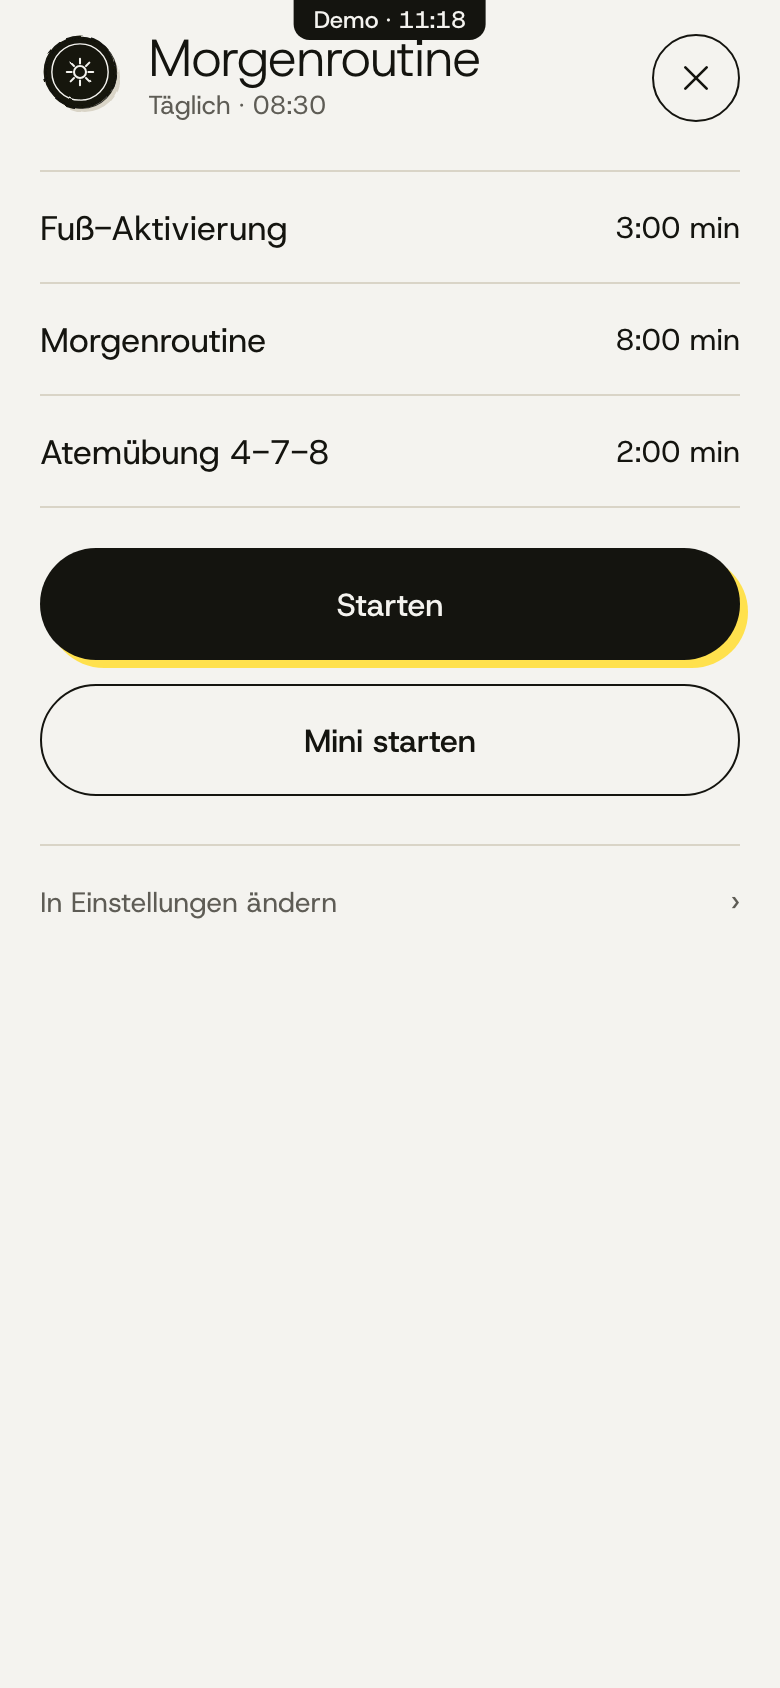 Demo · 11:18
Morgenroutine
Täglich · 08:30
Fuß–Aktivierung 3:00 min
Morgenroutine 8:00 min
Atemübung 4–7–8 2:00 min
Starten
Mini starten
In Einstellungen ändern ›